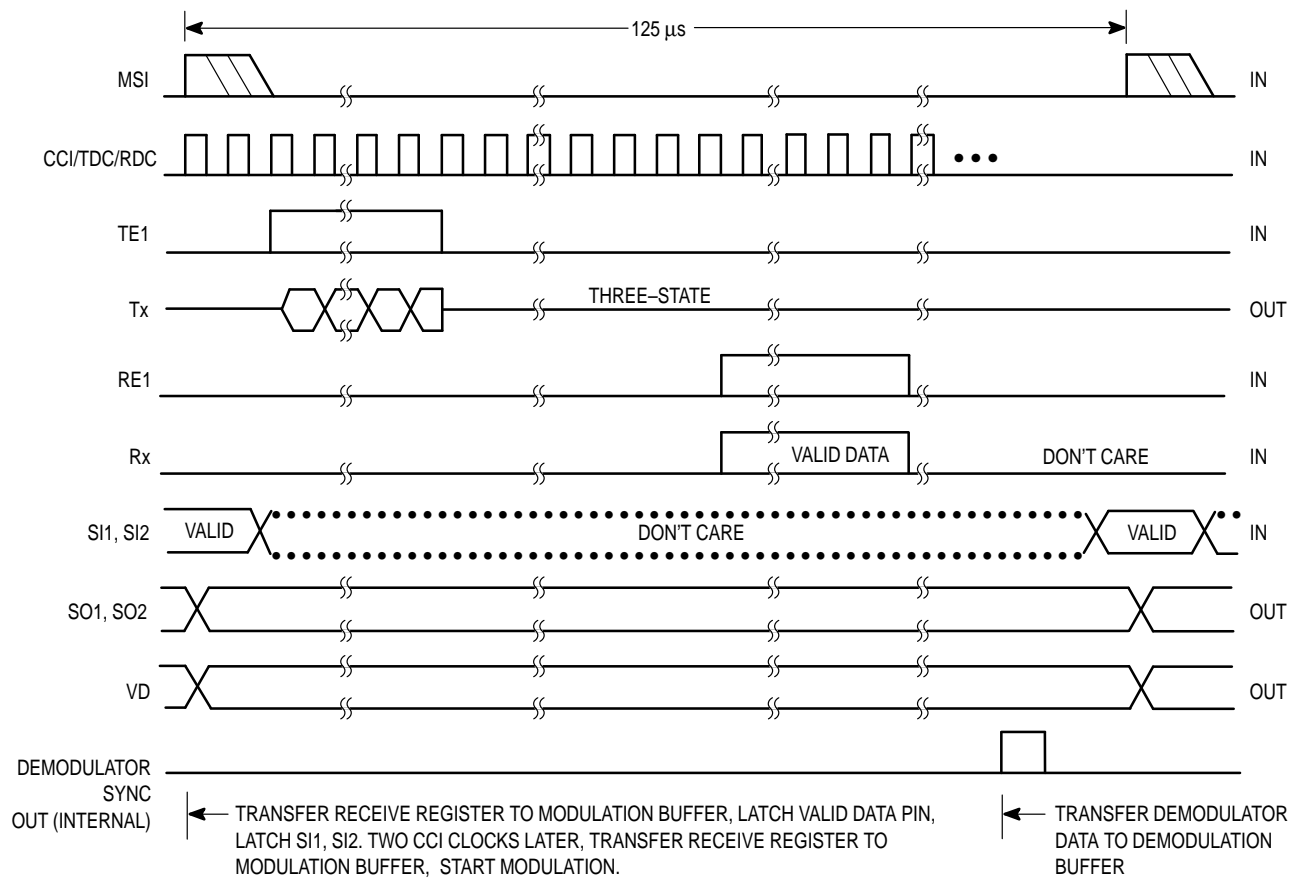 125 μs
MSI
IN
CCI/TDC/RDC
IN
TE1
IN
Tx
THREE–STATE
OUT
RE1
IN
Rx
VALID DATA
DON'T CARE
IN
SI1, SI2
VALID
DON'T CARE
VALID
IN
SO1, SO2
OUT
VD
OUT
DEMODULATOR
SYNC
OUT (INTERNAL)
TRANSFER RECEIVE REGISTER TO MODULATION BUFFER, LATCH VALID DATA PIN,
LATCH SI1, SI2. TWO CCI CLOCKS LATER, TRANSFER RECEIVE REGISTER TO
MODULATION BUFFER, START MODULATION.
TRANSFER DEMODULATOR
DATA TO DEMODULATION
BUFFER